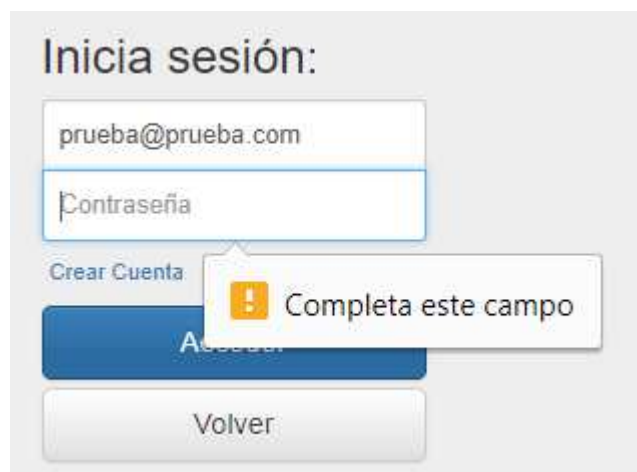 Inicia sesión:
prueba@prueba.com
Contraseña
Crear Cuenta
Completa este campo
Volver